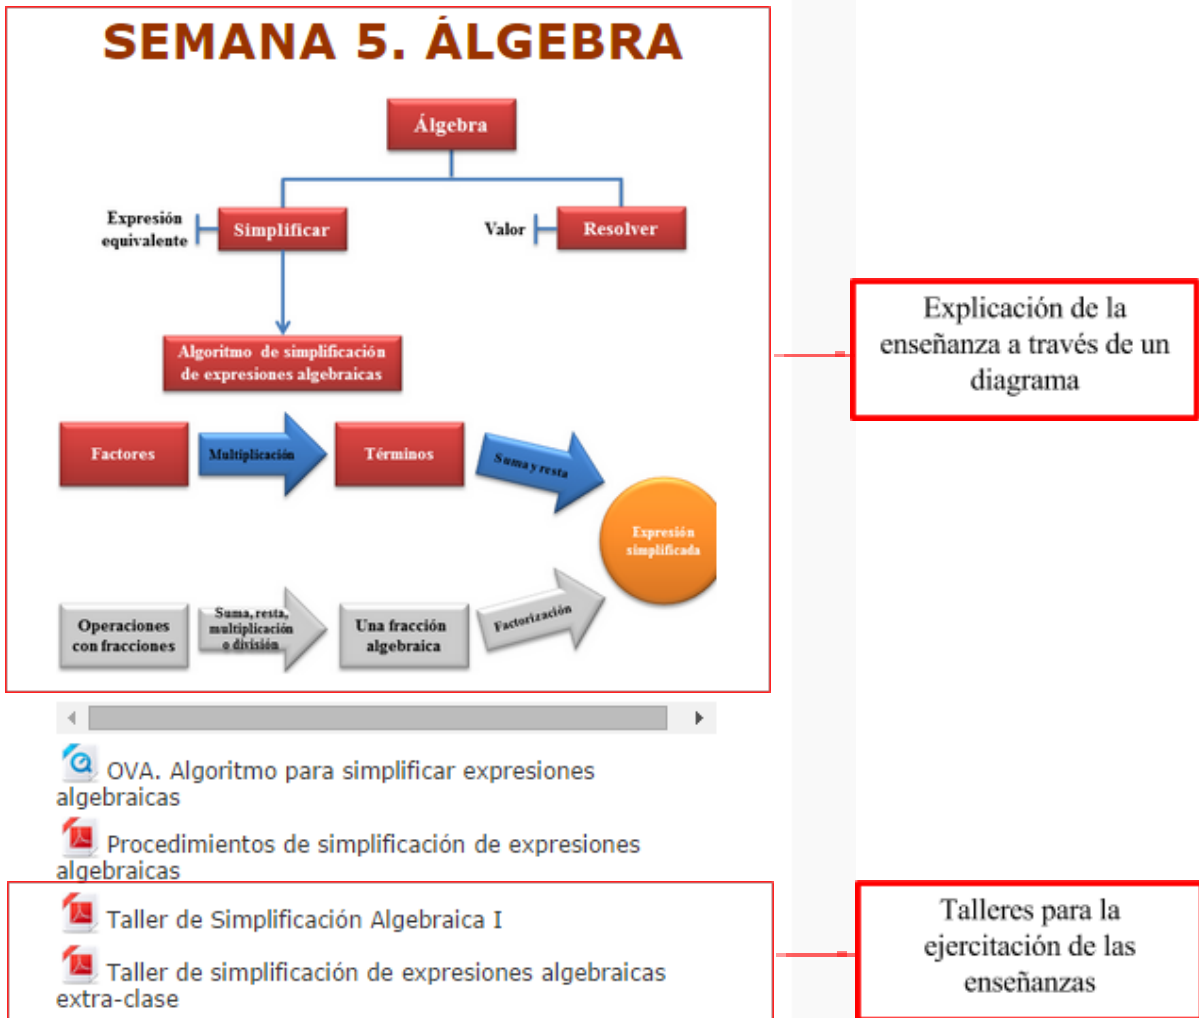 SEMANA 5. ÁLGEBRA
Álgebra
Expresión
equivalente
Simplificar
Valor
Resolver
Algoritmo de simplificación
de expresiones algebraicas
Factores
Multiplicación
Términos
Suma y resta
Expresión
simplificada
Operaciones
con fracciones
Suma, resta,
multiplicación
o división
Una fracción
algebraica
Factorización
Explicación de la
enseñanza a través de un
diagrama
OVA. Algoritmo para simplificar expresiones
algebraicas
Procedimientos de simplificación de expresiones
algebraicas
Taller de Simplificación Algebraica I
Taller de simplificación de expresiones algebraicas
extra-clase
Talleres para la
ejercitación de las
enseñanzas